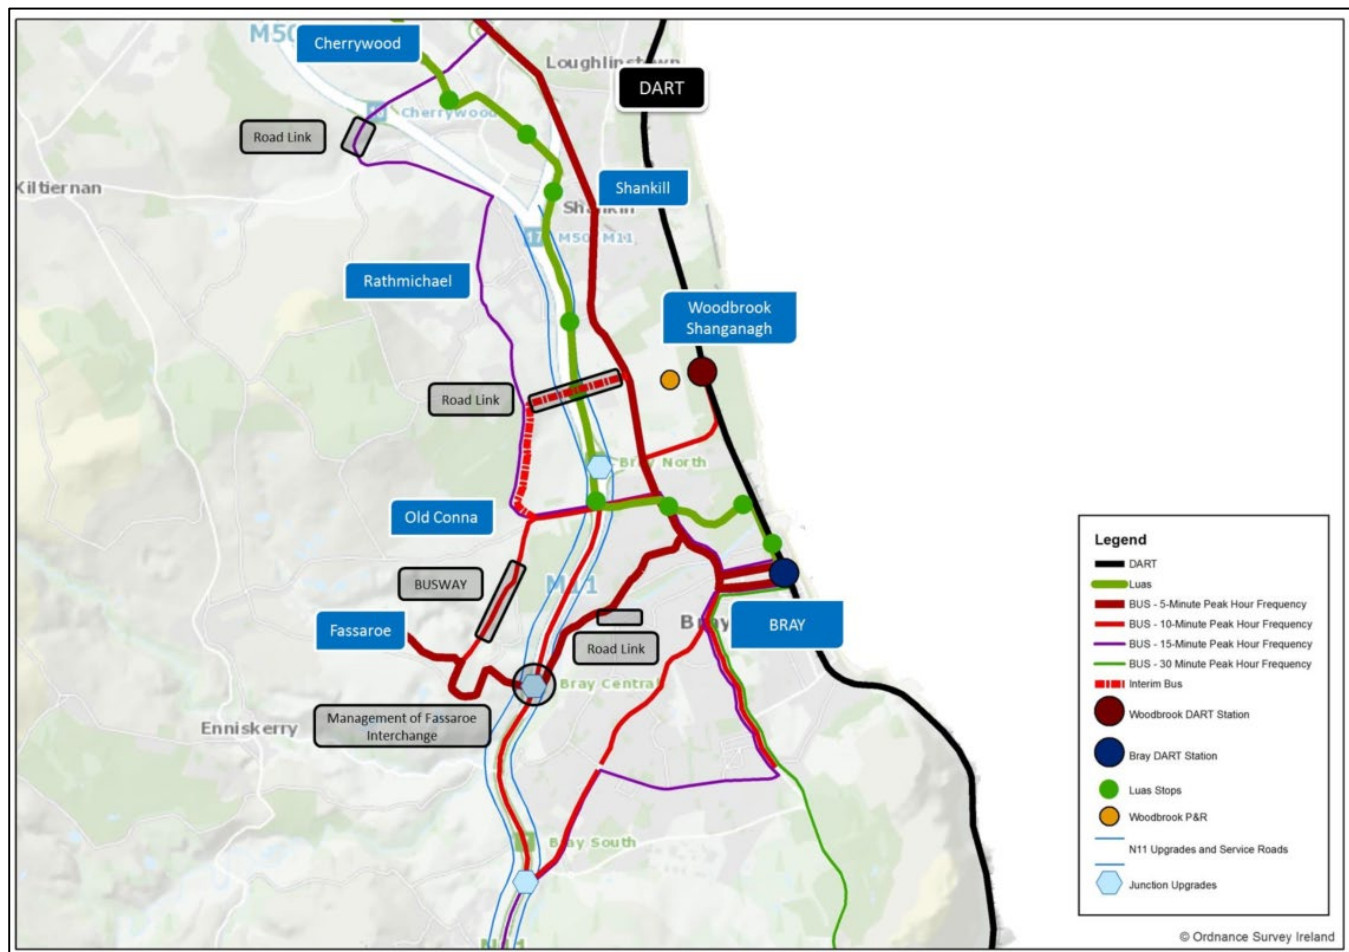 M50
Cherrywood
Loughlinstown
DART
Cherrywood
Road Link
Kiltiernan
Shankill
Shankill
M50/M11
17
Rathmichael
Woodbrook
Shanganagh
Road Link
Bray North
Old Conna
BUSWAY
M11
Fassaroe
Bray
BRAY
Road Link
Bray Central
Management of Fassaroe
Interchange
Enniskerry
Bray South
N11
Legend
DART
Luas
BUS - 5-Minute Peak Hour Frequency
BUS - 10-Minute Peak Hour Frequency
BUS - 15-Minute Peak Hour Frequency
BUS - 30 Minute Peak Hour Frequency
Interim Bus
Woodbrook DART Station
Bray DART Station
Luas Stops
Woodbrook P&R
N11 Upgrades and Service Roads
Junction Upgrades
© Ordnance Survey Ireland